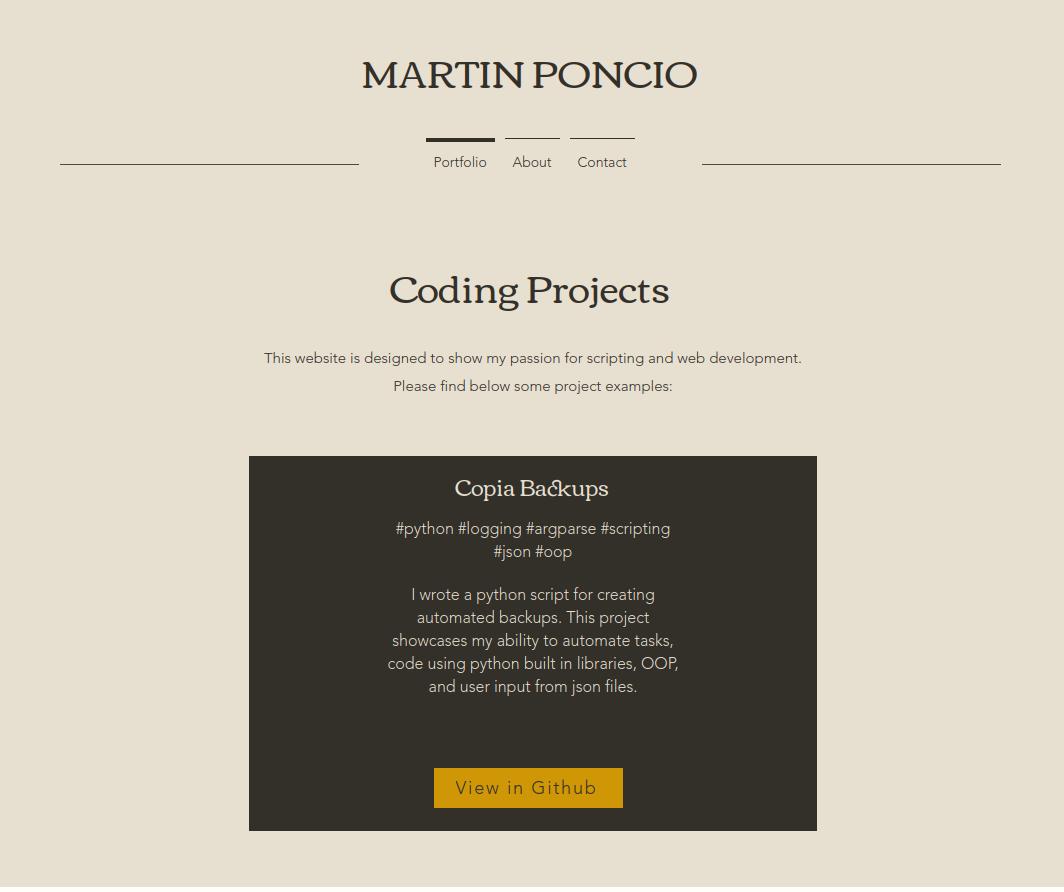 MARTIN PONCIO
Portfolio About Contact
Coding Projects
This website is designed to show my passion for scripting and web development.
Please find below some project examples:
Copia Backups
#python #logging #argparse #scripting
#json #oop
I wrote a python script for creating
automated backups. This project
showcases my ability to automate tasks,
code using python built in libraries, OOP,
and user input from json files.
View in Github